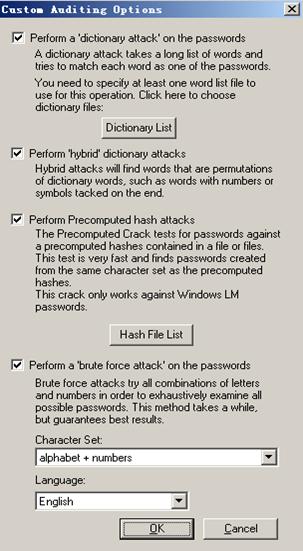 Custom Auditing Options
Perform a 'dictionary attack' on the passwords
A dictionary attack takes a long list of words and
tries to match each word as one of the passwords.
You need to specify at least one word list file to
use for this operation. Click here to choose
dictionary files:
Dictionary List
Perform 'hybrid' dictionary attacks
Hybrid attacks will find words that are permutations
of dictionary words, such as words with numbers or
symbols tacked on the end.
Perform Precomputed hash attacks
The Precomputed Crack tests for passwords against
a precomputed hashes contained in a file or files.
This test is very fast and finds passwords created
from the same character set as the precomputed
hashes.
This crack only works against Windows LM
passwords.
Hash File List
Perform a 'brute force attack' on the passwords
Brute force attacks try all combinations of letters
and numbers in order to exhaustively examine all
possible passwords. This method takes a while,
but guarantees best results.
Character Set:
alphabet + numbers
Language:
English
OK
Cancel